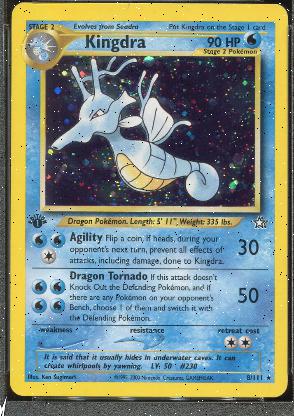 STAGE 2 Evolves from Seadra Put Kingdra on the Stage 1 card
Kingdra 90 HP
Stage 2 Pokémon
Dragon Pokémon. Length: 5' 11", Weight: 335 lbs.
Agility Flip a coin. If heads, during your
opponent's next turn, prevent all effects of
attacks, including damage, done to Kingdra.
30
Dragon Tornado If this attack doesn't
Knock Out the Defending Pokémon, and if
there are any Pokémon on your opponent's
Bench, choose 1 of them and switch it with
the Defending Pokémon.
50
weakness resistance retreat cost
It is said that it usually hides in underwater caves. It can
create whirlpools by yawning. LV. 50 #230
Illus. Ken Sugimori ©1995, 2000 Nintendo, Creatures, GAMEFREAK. 8/111